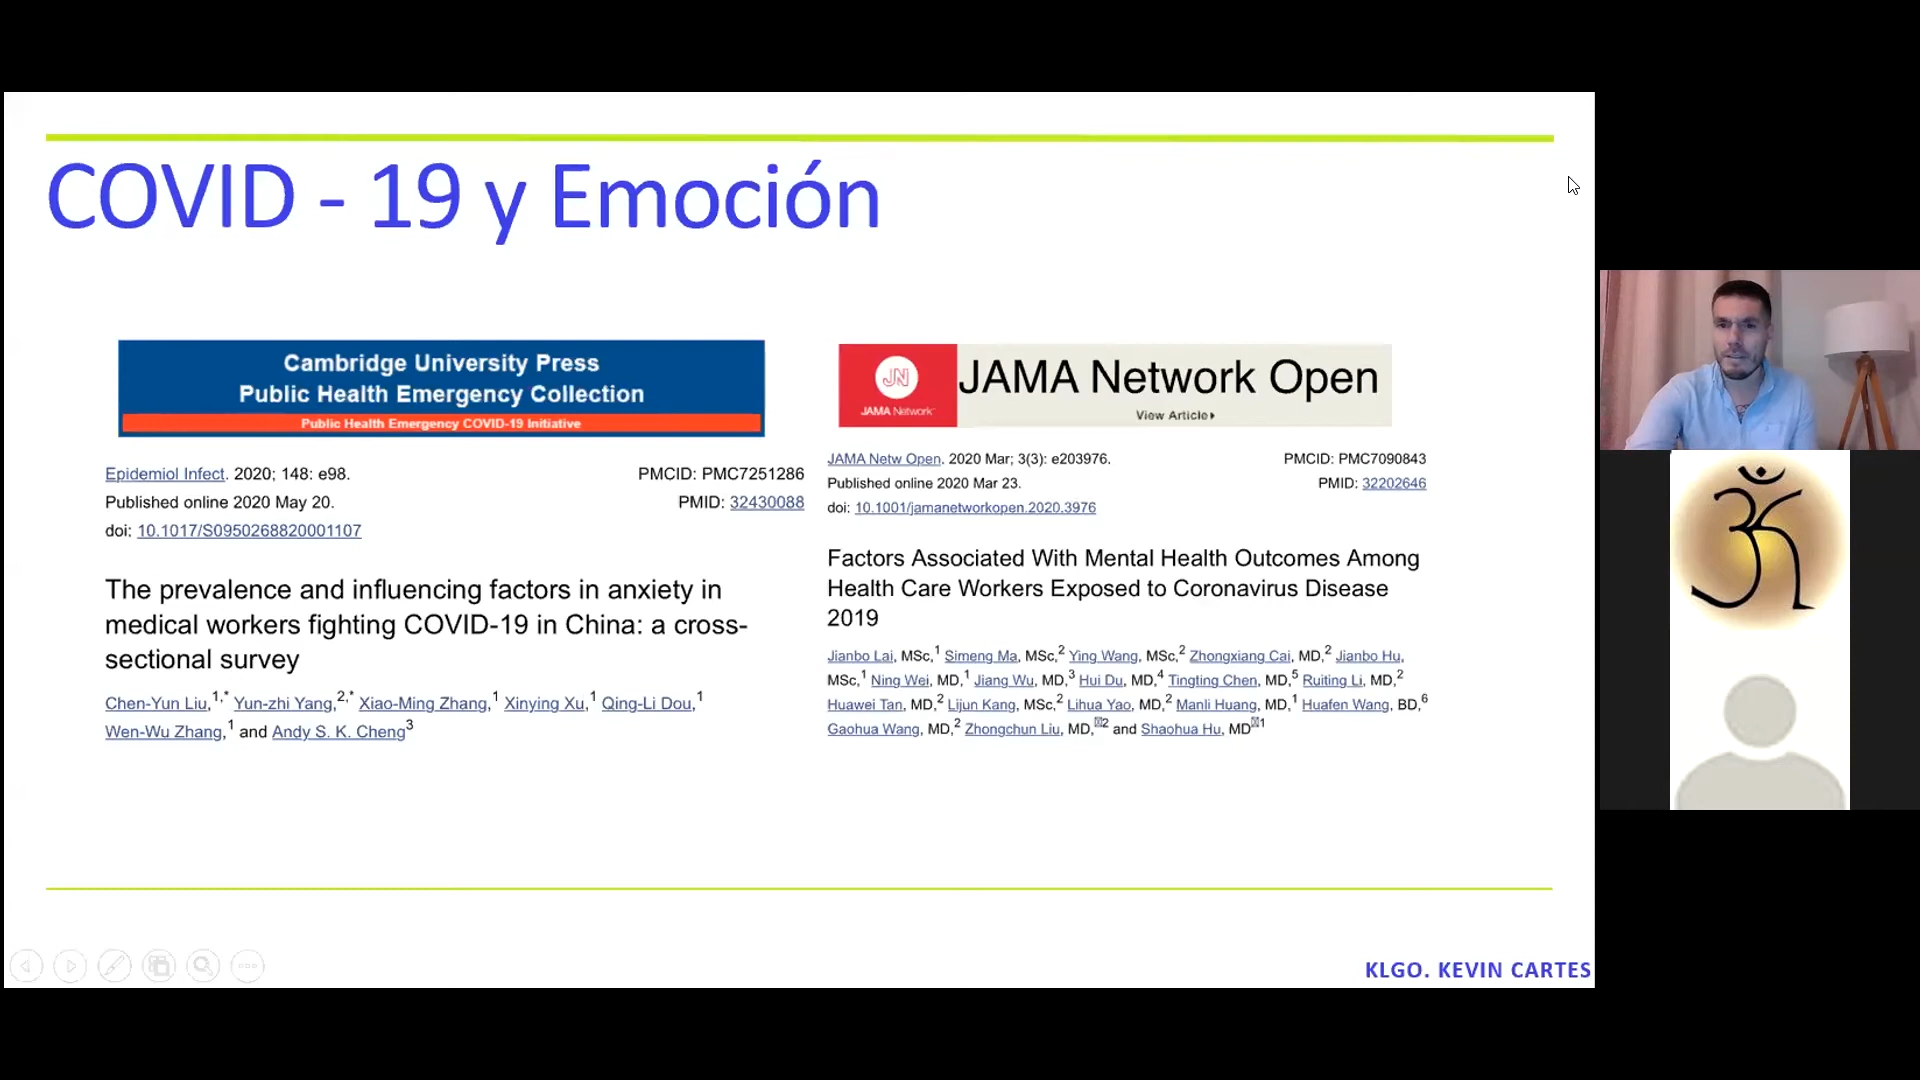 COVID - 19 y Emoción
Cambridge University Press
Public Health Emergency Collection
Public Health Emergency COVID-19 Initiative
Epidemiol Infect. 2020; 148: e98.
PMCID: PMC7251286
Published online 2020 May 20.
PMID: 32430088
doi: 10.1017/S0950268820001107
The prevalence and influencing factors in anxiety in
medical workers fighting COVID-19 in China: a cross-
sectional survey
Chen-Yun Liu,1,* Yun-zhi Yang,2,* Xiao-Ming Zhang,1 Xinying Xu,1 Qing-Li Dou,1
Wen-Wu Zhang,1 and Andy S. K. Cheng3
JN
JAMA Network
JAMA Network Open
View Article
JAMA Netw Open. 2020 Mar; 3(3): e203976.
PMCID: PMC7090843
Published online 2020 Mar 23.
PMID: 32202646
doi: 10.1001/jamanetworkopen.2020.3976
Factors Associated With Mental Health Outcomes Among
Health Care Workers Exposed to Coronavirus Disease
2019
Jianbo Lai, MSc,1 Simeng Ma, MSc,2 Ying Wang, MSc,2 Zhongxiang Cai, MD,2 Jianbo Hu,
MSc,1 Ning Wei, MD,1 Jiang Wu, MD,3 Hui Du, MD,4 Tingting Chen, MD,5 Ruiting Li, MD,2
Huawei Tan, MD,2 Lijun Kang, MSc,2 Lihua Yao, MD,2 Manli Huang, MD,1 Huafen Wang, BD,6
Gaohua Wang, MD,2 Zhongchun Liu, MD,2 and Shaohua Hu, MD1
KLGO. KEVIN CARTES